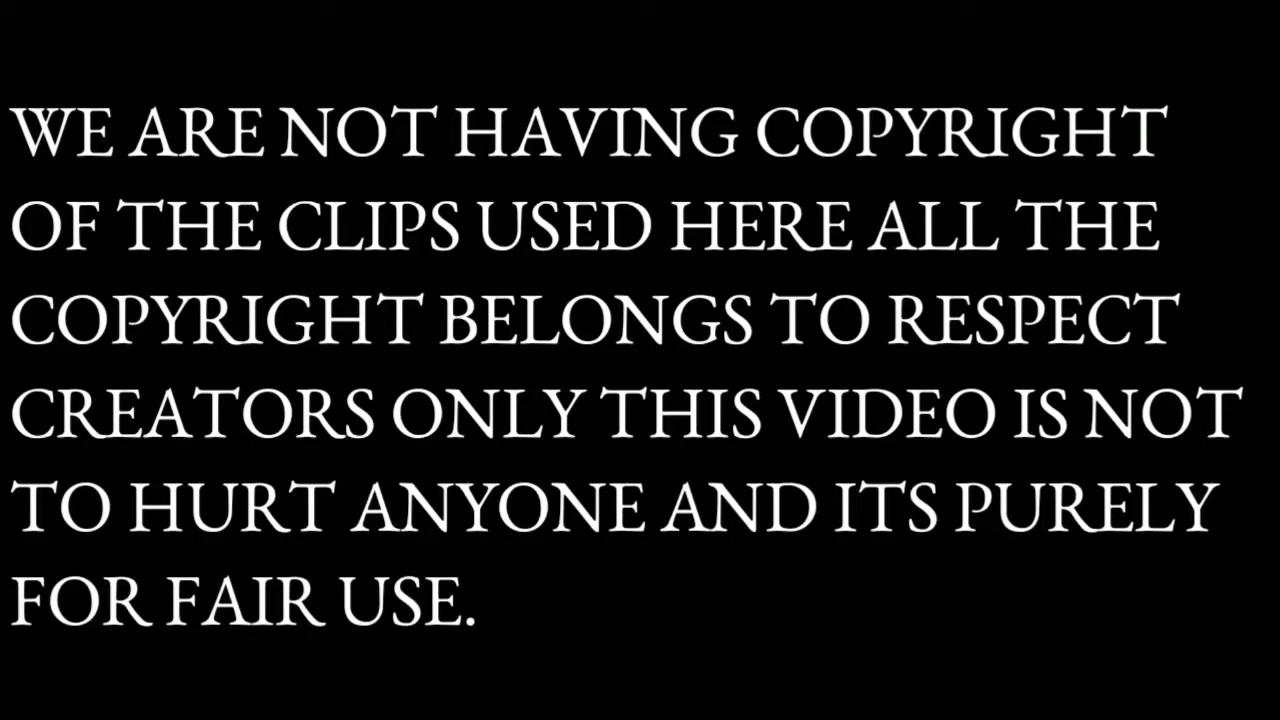 WE ARE NOT HAVING COPYRIGHT
OF THE CLIPS USED HERE ALL THE
COPYRIGHT BELONGS TO RESPECT
CREATORS ONLY THIS VIDEO IS NOT
TO HURT ANYONE AND ITS PURELY
FOR FAIR USE.